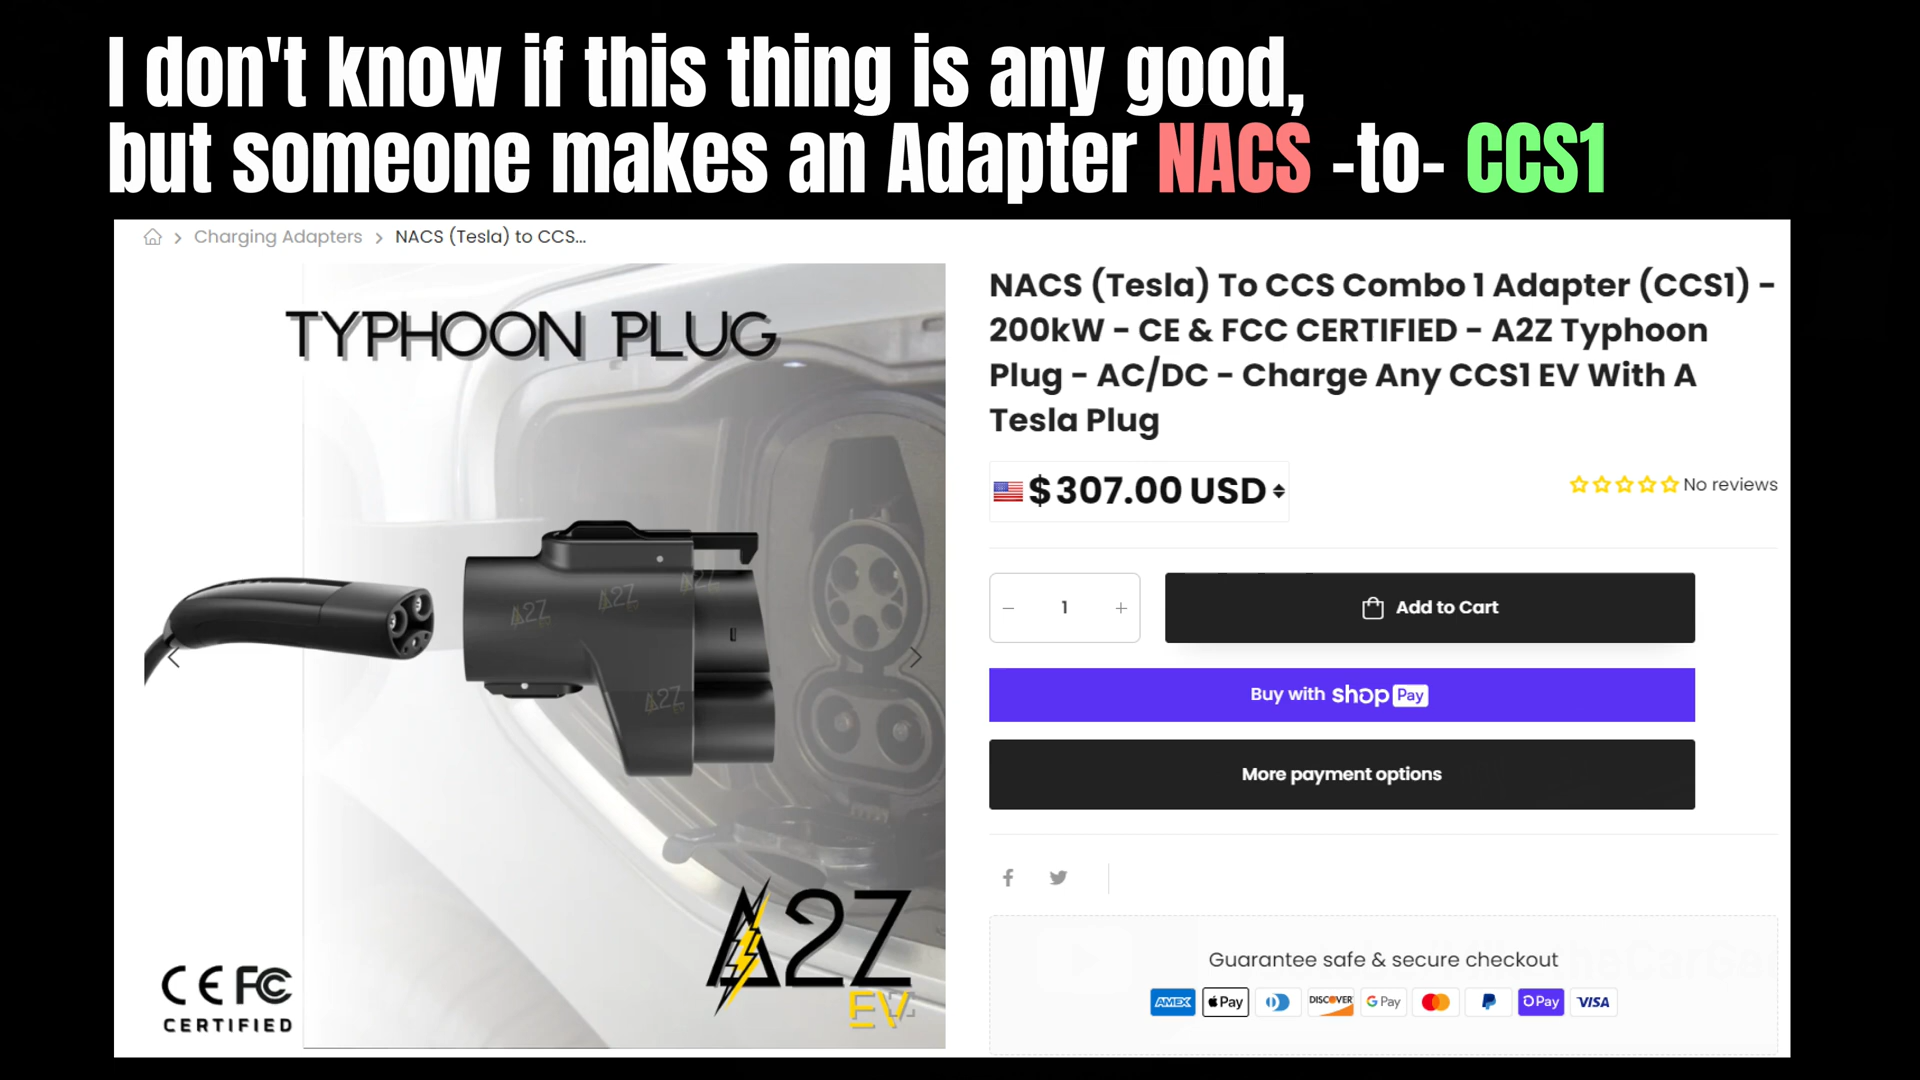 I don't know if this thing is any good,
but someone makes an Adapter NACS -to- CCS1
Charging Adapters > NACS (Tesla) to CCS...
TYPHOON PLUG
A2Z
A2Z
A2Z
A2Z
A2Z
EV
CE FC
CERTIFIED
NACS (Tesla) To CCS Combo 1 Adapter (CCS1) -
200kW - CE & FCC CERTIFIED - A2Z Typhoon
Plug - AC/DC - Charge Any CCS1 EV With A
Tesla Plug
$307.00 USD
No reviews
− 1 +
Add to Cart
Buy with shop Pay
More payment options
Guarantee safe & secure checkout
AMEX Pay DISCOVER G Pay Pay VISA